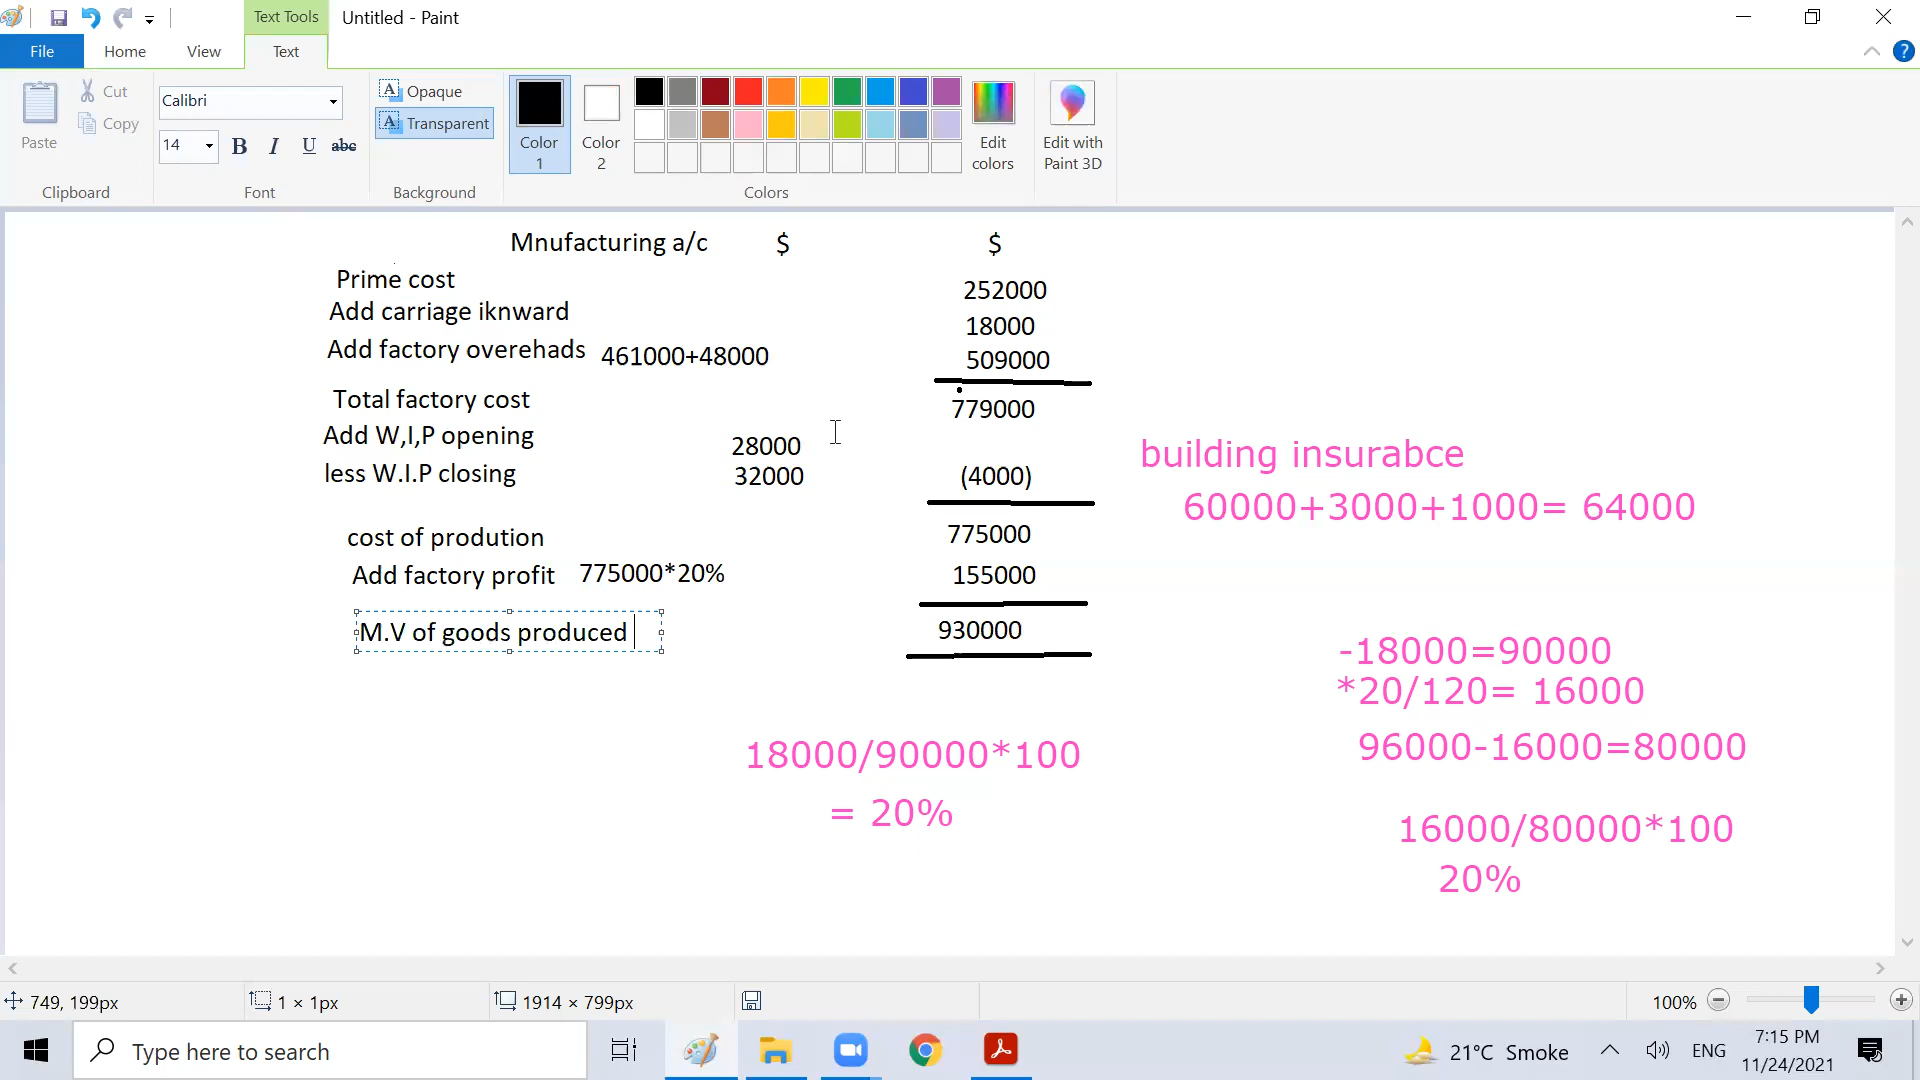 Text Tools
Untitled - Paint
File
Home
View
Text
Paste
Cut
Copy
Clipboard
Calibri
14
B I U abc
Font
Opaque
Transparent
Background
Color 1
Color 2
Colors
Edit colors
Edit with Paint 3D
Mnufacturing a/c $ $
Prime cost 252000
Add carriage iknward 18000
Add factory overehads 461000+48000 509000
Total factory cost 779000
Add W,I,P opening 28000
less W.I.P closing 32000 (4000)
cost of prodution 775000
Add factory profit 775000*20% 155000
M.V of goods produced 930000
building insurabce
60000+3000+1000= 64000
-18000=90000
*20/120= 16000
96000-16000=80000
18000/90000*100
= 20%
16000/80000*100
20%
749, 199px
1 × 1px
1914 × 799px
100%
Type here to search
21°C Smoke
ENG
7:15 PM
11/24/2021